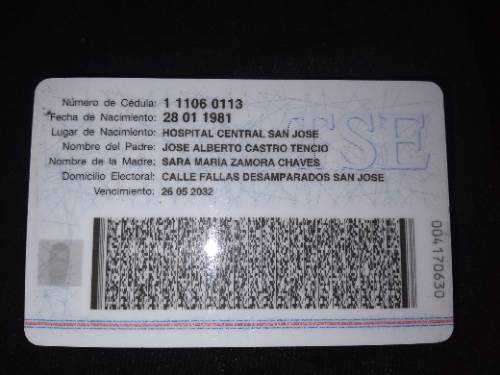 Número de Cédula: 1 1106 0113
Fecha de Nacimiento: 28 01 1981
Lugar de Nacimiento: HOSPITAL CENTRAL SAN JOSE
Nombre del Padre: JOSE ALBERTO CASTRO TENCIO
Nombre de la Madre: SARA MARIA ZAMORA CHAVES
Domicilio Electoral: CALLE FALLAS DESAMPARADOS SAN JOSE
Vencimiento: 26 05 2032
TSE
004170630